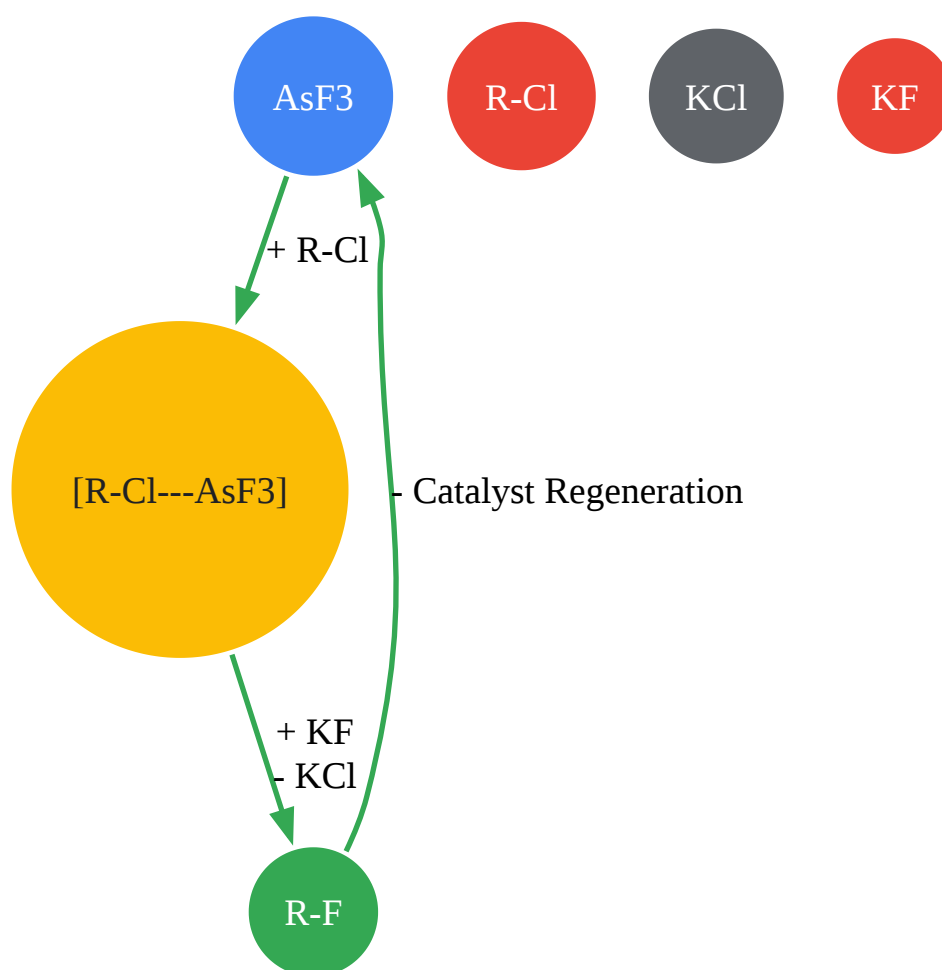 AsF3
R-Cl
KCl
KF
+ R-Cl
[R-Cl---AsF3]
- Catalyst Regeneration
+ KF
- KCl
R-F